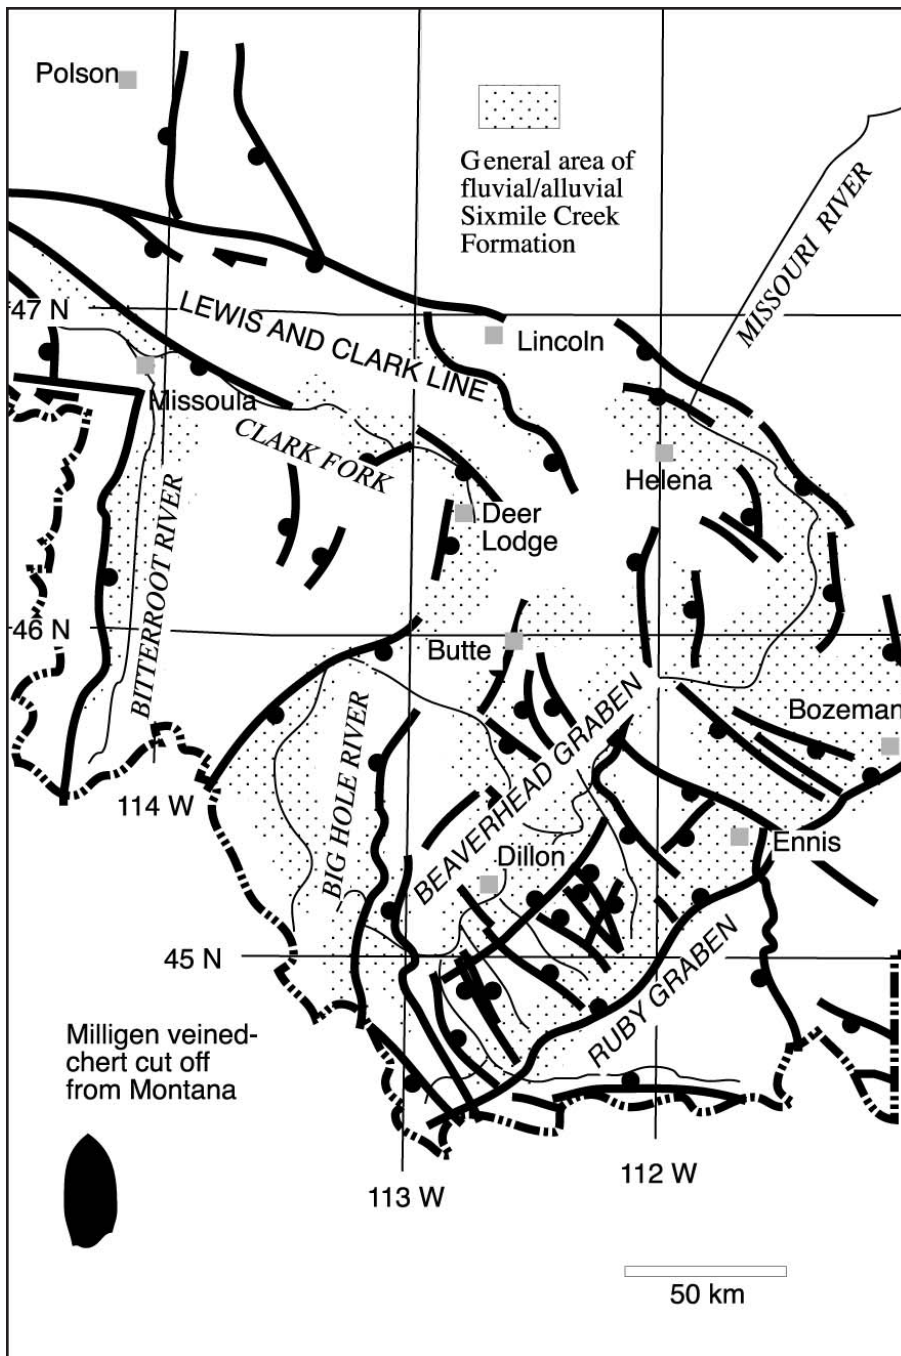 Polson
General area of
fluvial/alluvial
Sixmile Creek
Formation
MISSOURI RIVER
47 N
LEWIS AND CLARK LINE
Lincoln
Missoula
CLARK FORK
Helena
Deer
Lodge
BITTERROOT RIVER
46 N
Butte
BIG HOLE RIVER
BEAVERHEAD GRABEN
Bozeman
114 W
Dillon
Ennis
45 N
RUBY GRABEN
Milligen veined-
chert cut off
from Montana
113 W
112 W
50 km